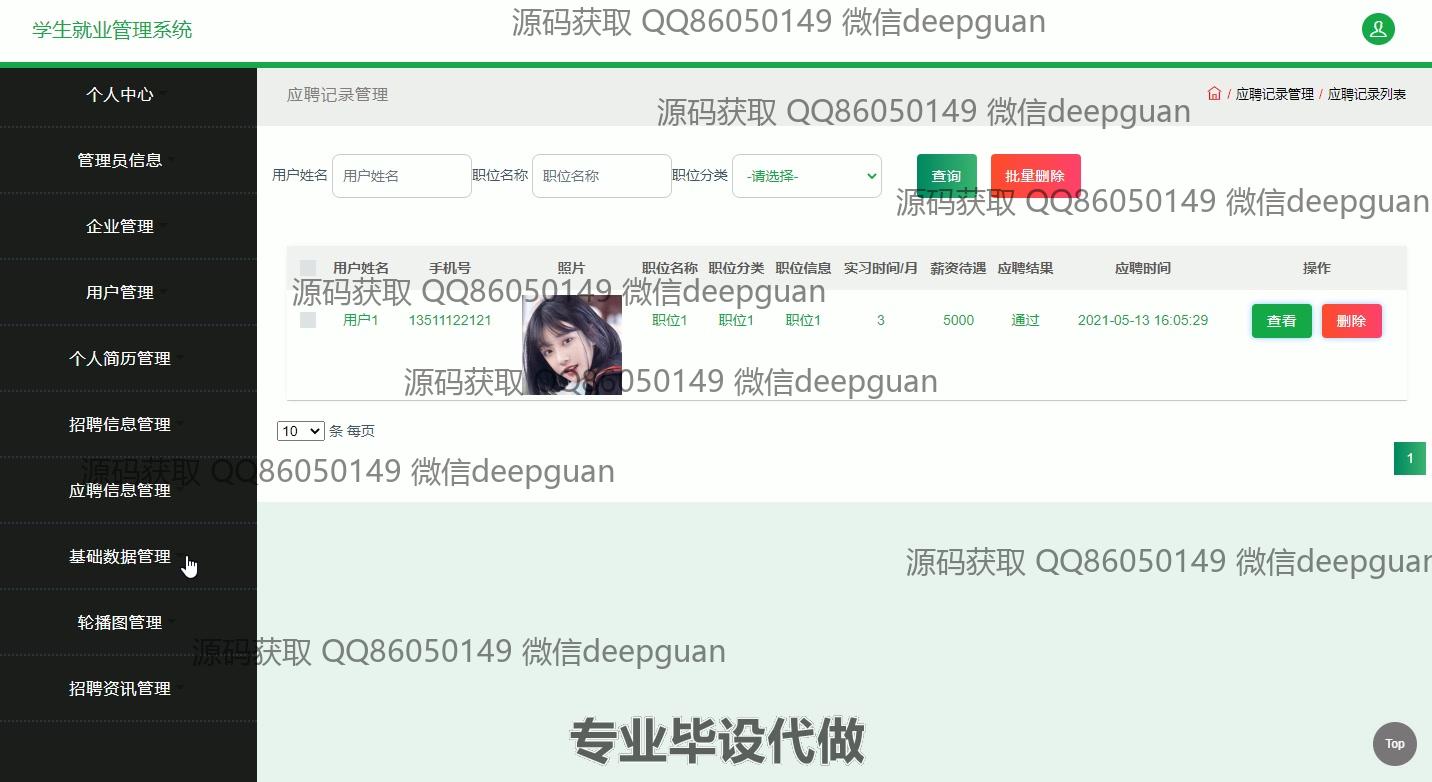 学生就业管理系统
源码获取 QQ86050149 微信deepguan
个人中心
管理员信息
企业管理
用户管理
个人简历管理
招聘信息管理
应聘信息管理
基础数据管理
轮播图管理
招聘资讯管理
应聘记录管理
/ 应聘记录管理 / 应聘记录列表
源码获取 QQ86050149 微信deepguan
用户姓名 用户姓名 职位名称 职位名称 职位分类 -请选择- 查询 批量删除
源码获取 QQ86050149 微信deepguan
用户姓名 手机号 照片 职位名称 职位分类 职位信息 实习时间/月 薪资待遇 应聘结果 应聘时间 操作
源码获取 QQ86050149 微信deepguan
用户1 13511122121 职位1 职位1 职位1 3 5000 通过 2021-05-13 16:05:29 查看 删除
源码获取 QQ86050149 微信deepguan
10 条 每页
1
源码获取 QQ86050149 微信deepguan
源码获取 QQ86050149 微信deepguan
源码获取 QQ86050149 微信deepguan
专业毕设代做
Top